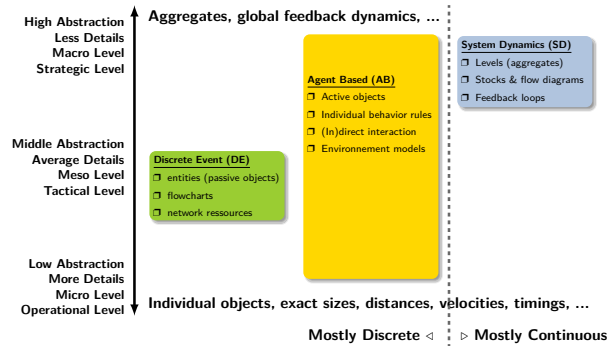 High Abstraction
Less Details
Macro Level
Strategic Level
Aggregates, global feedback dynamics, ...
System Dynamics (SD)
❒ Levels (aggregates)
❒ Stocks & flow diagrams
❒ Feedback loops
Agent Based (AB)
❒ Active objects
❒ Individual behavior rules
❒ (In)direct interaction
❒ Environnement models
Middle Abstraction
Average Details
Meso Level
Tactical Level
Discrete Event (DE)
❒ entities (passive objects)
❒ flowcharts
❒ network ressources
Low Abstraction
More Details
Micro Level
Operational Level
Individual objects, exact sizes, distances, velocities, timings, ...
Mostly Discrete ◁
▷ Mostly Continuous